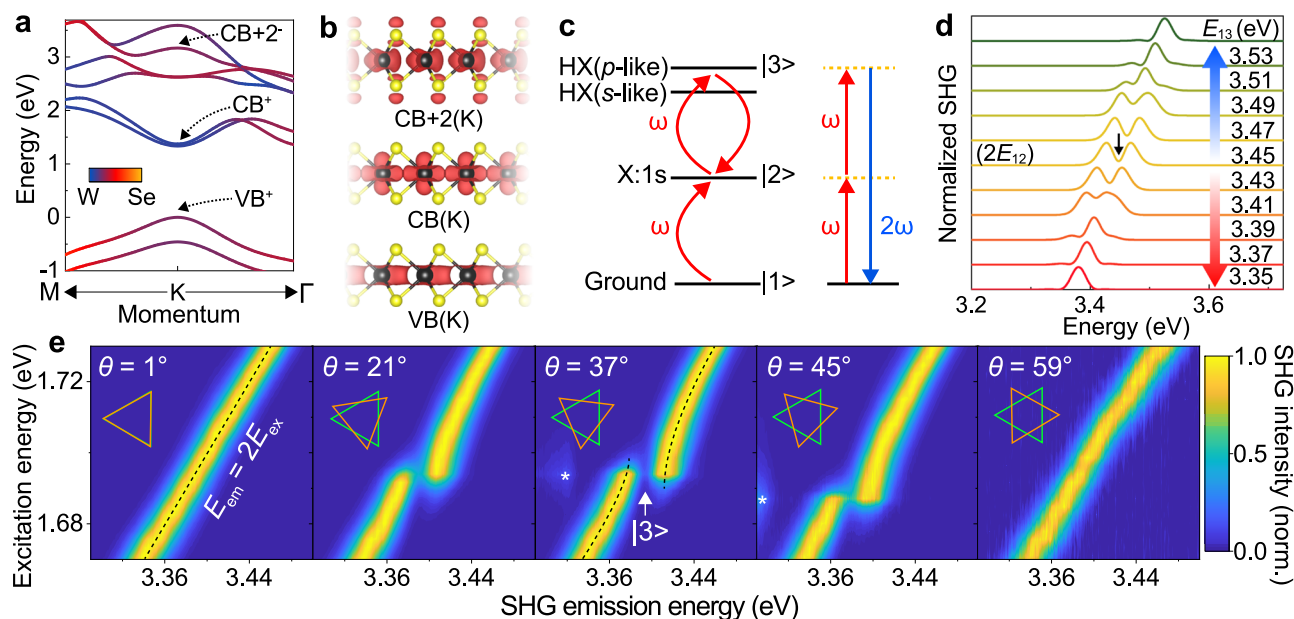 a
Energy (eV)
3
2
1
0
-1
CB+2⁻
CB⁺
W
Se
VB⁺
M
K
Γ
Momentum
b
CB+2(K)
CB(K)
VB(K)
c
HX(p-like)
|3>
HX(s-like)
ω
X:1s
|2>
ω
Ground
|1>
ω
ω
2ω
d
Normalized SHG
E₁₃ (eV)
3.53
3.51
3.49
3.47
(2E₁₂)
3.45
3.43
3.41
3.39
3.37
3.35
3.2
3.4
3.6
Energy (eV)
e
Excitation energy (eV)
1.72
1.68
θ = 1°
E_em = 2E_ex
θ = 21°
θ = 37°
*
|3>
θ = 45°
*
θ = 59°
3.36
3.44
3.36
3.44
3.36
3.44
3.36
3.44
3.36
3.44
SHG emission energy (eV)
1.0
0.0
SHG intensity (norm.)